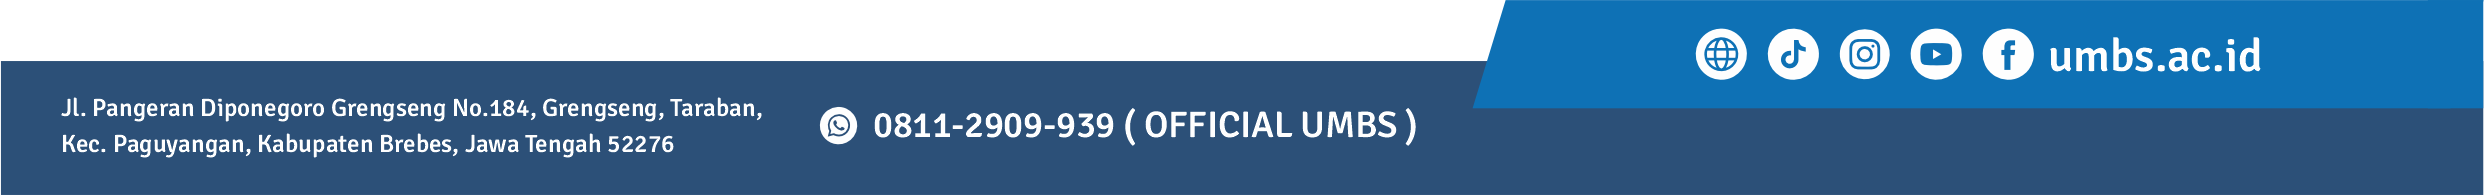 Jl. Pangeran Diponegoro Grengseng No.184, Grengseng, Taraban,
Kec. Paguyangan, Kabupaten Brebes, Jawa Tengah 52276
0811-2909-939 ( OFFICIAL UMBS )
umbs.ac.id